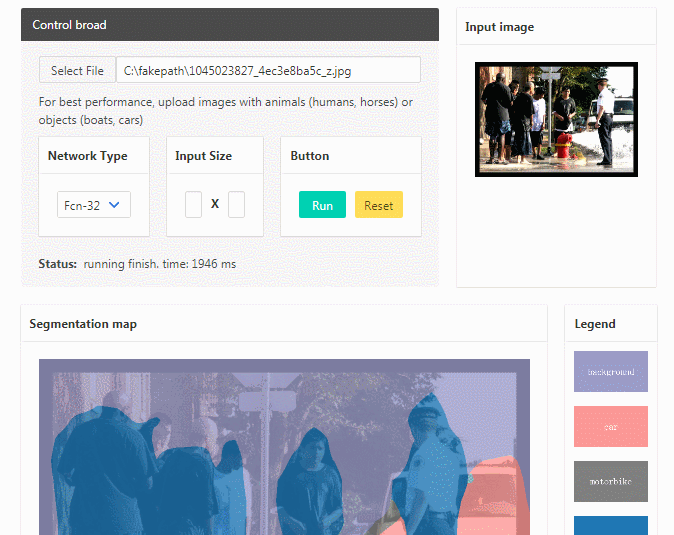 Control broad
Select File C:\fakepath\1045023827_4ec3e8ba5c_z.jpg
For best performance, upload images with animals (humans, horses) or
objects (boats, cars)
Network Type
Fcn-32
Input Size
X
Button
Run Reset
Status: running finish. time: 1946 ms
Input image
Segmentation map
Legend
background
car
motorbike